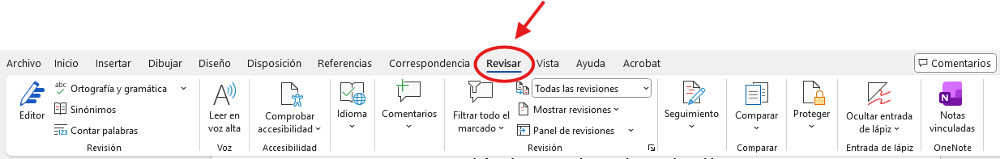 Archivo Inicio Insertar Dibujar Diseño Disposición Referencias Correspondencia Revisar Vista Ayuda Acrobat Comentarios
Editor
abc Ortografía y gramática
Sinónimos
123 Contar palabras
Revisión
A
Leer en
voz alta
Voz
Comprobar
accesibilidad
Accesibilidad
Idioma
Comentarios
Filtrar todo el
marcado
Todas las revisiones
Mostrar revisiones
Panel de revisiones
Revisión
Seguimiento
Comparar
Comparar
Proteger
Ocultar entrada
de lápiz
Entrada de lápiz
N
Notas
vinculadas
OneNote